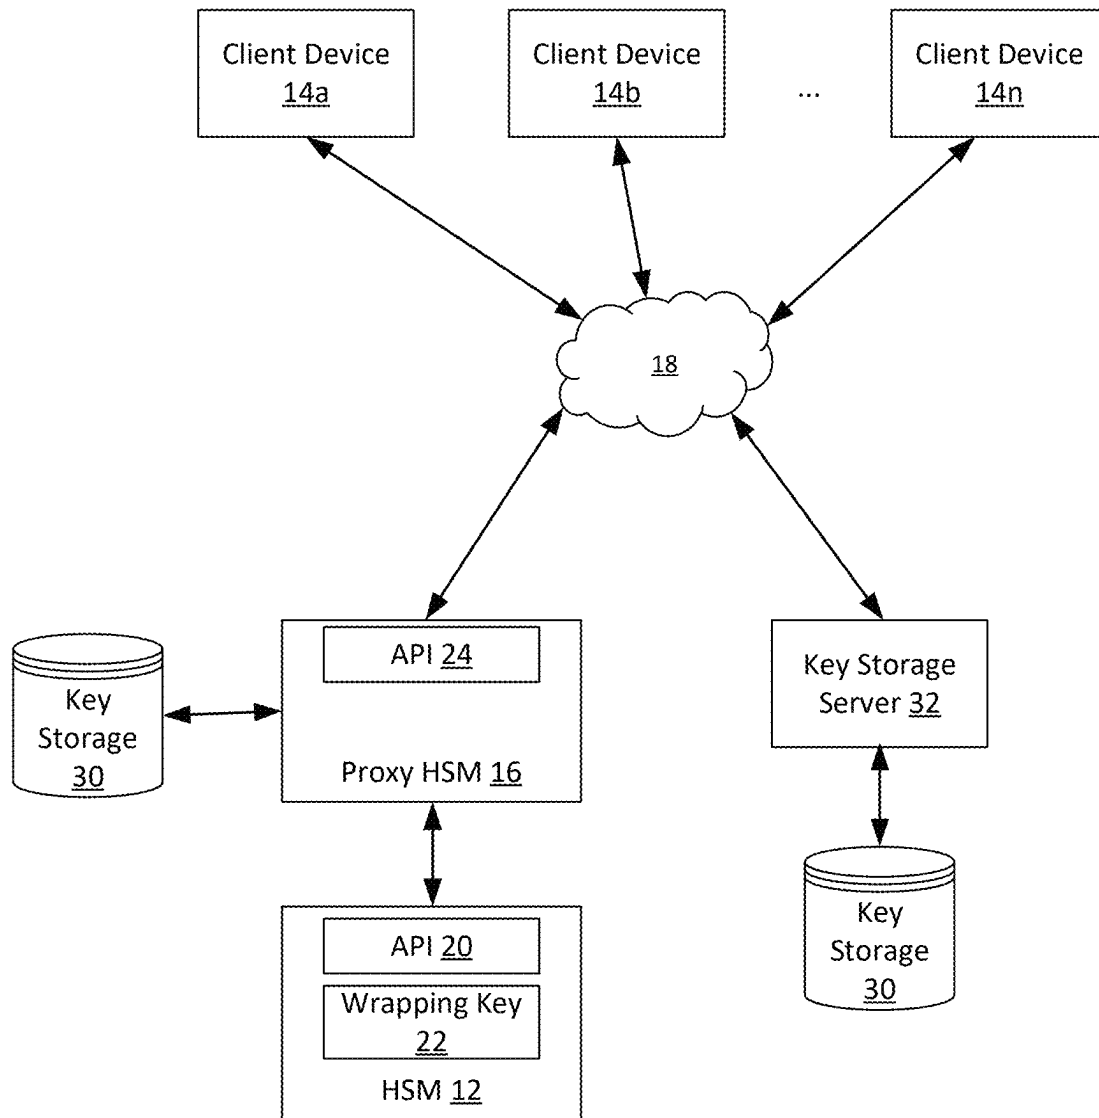 Client Device
14a
Client Device
14b
...
Client Device
14n
18
API 24
Key
Storage
30
Proxy HSM 16
Key Storage
Server 32
API 20
Wrapping Key
22
HSM 12
Key
Storage
30